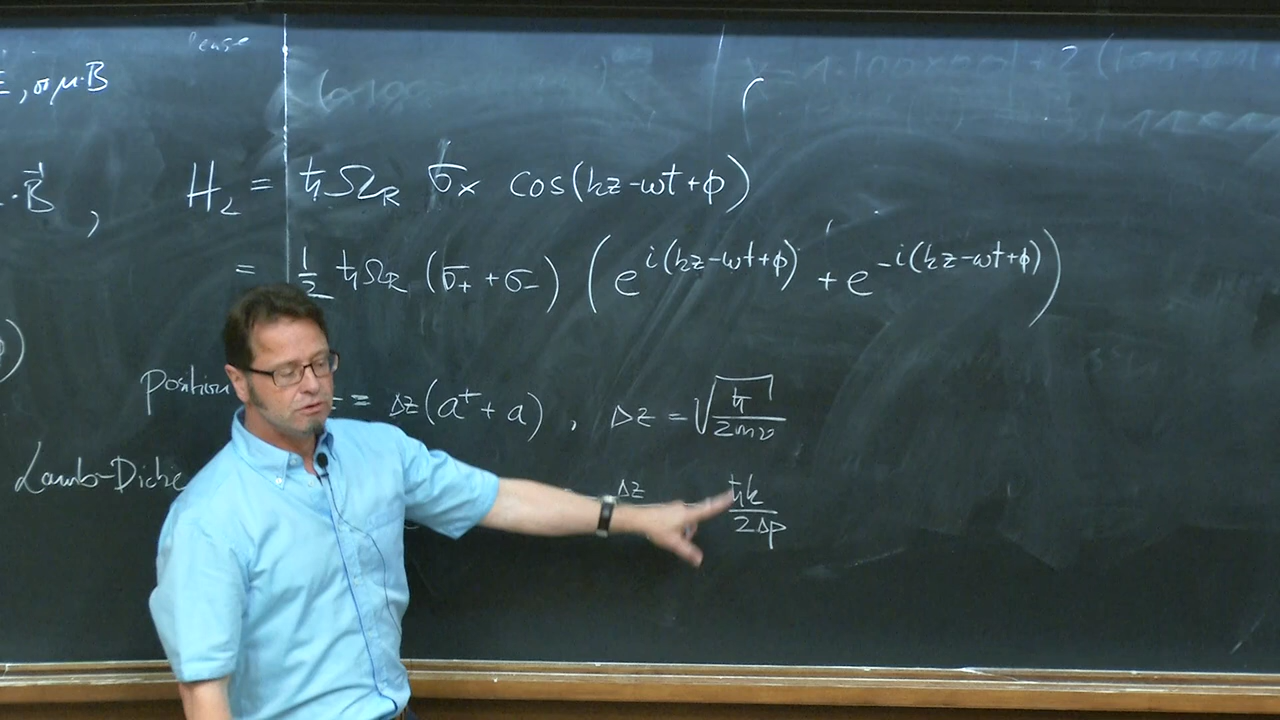 E, σ μ·B
·B⃗ , H_L = ħΩ_R σ_x cos(kz-ωt+ϕ)
= 1/2 ħΩ_R (σ_+ + σ_-) (e^{i(kz-ωt+ϕ)} + e^{-i(kz-ωt+ϕ)})
ϕ)
Position = Δz(a^+ + a) , Δz = √(ħ/2mν)
Lamb-Dicke Δz ħk/2Δp